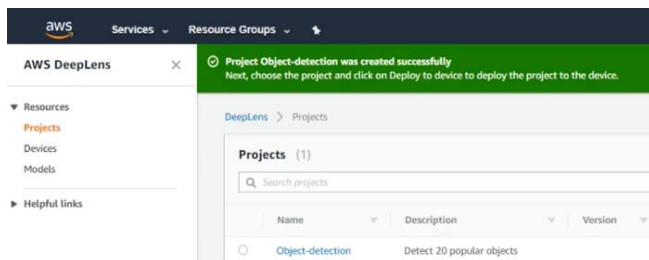 aws
Services
Resource Groups
AWS DeepLens
Project Object-detection was created successfully
Next, choose the project and click on Deploy to device to deploy the project to the device.
Resources
Projects
Devices
Models
Helpful links
DeepLens > Projects
Projects (1)
Search projects
Name Description Version
Object-detection Detect 20 popular objects